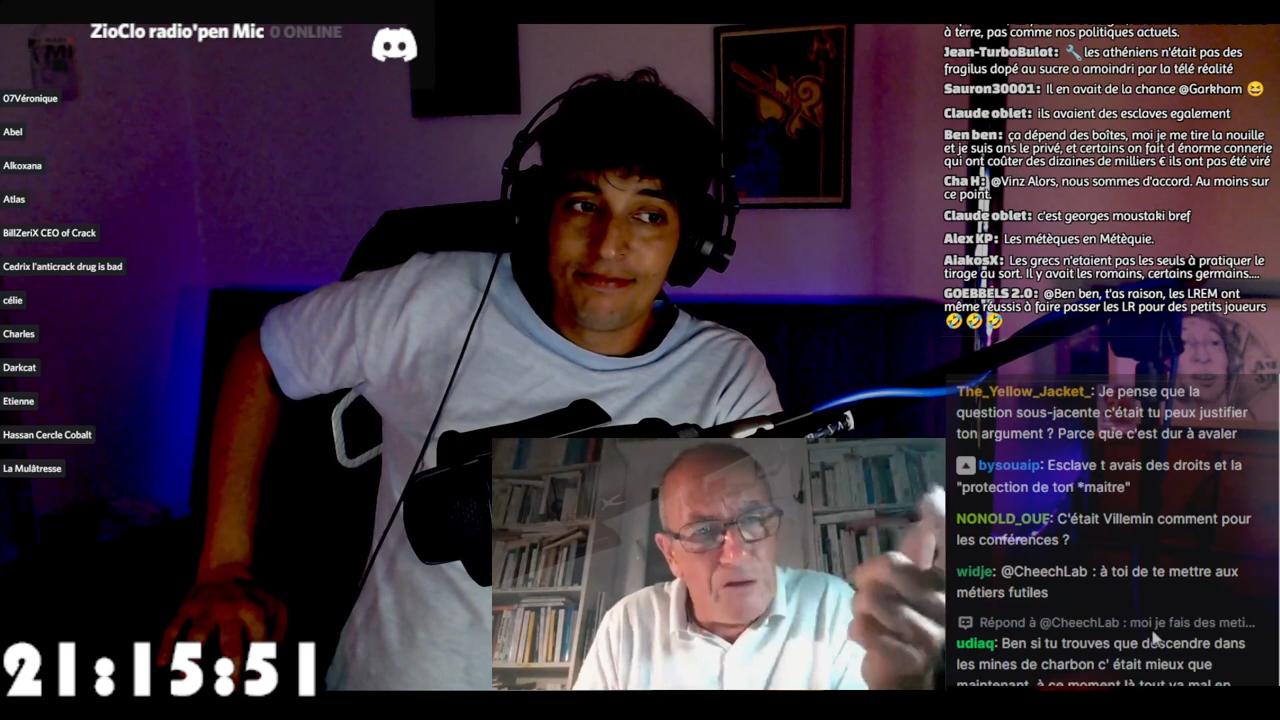 ZioClo radio'pen Mic 0 ONLINE
07Véronique
Abel
Alkoxana
Atlas
BillZeriX CEO of Crack
Cedrix l'anticrack drug is bad
célie
Charles
Darkcat
Etienne
Hassan Cercle Cobalt
La Mulâtresse
21:15:51
à terre, pas comme nos politiques actuels.
Jean-TurboBulot: 🔧 les athéniens n'était pas des
fragilus dopé au sucre a amoindri par la télé réalité
Sauron30001: Il en avait de la chance @Garkham 😆
Claude oblet: ils avaient des esclaves egalement
Ben ben: ça dépend des boîtes, moi je me tire la nouille
et je suis ans le privé, et certains on fait d énorme connerie
qui ont coûter des dizaines de milliers € ils ont pas été viré
Cha H: @Vinz Alors, nous sommes d'accord. Au moins sur
ce point.
Claude oblet: c'est georges moustaki bref
Alex KP: Les métèques en Métèquie.
AiakosX: Les grecs n'etaient pas les seuls à pratiquer le
tirage au sort. Il y avait les romains, certains germains....
GOEBBELS 2.0: @Ben ben, t'as raison, les LREM ont
même réussis à faire passer les LR pour des petits joueurs
🤣 🤣 🤣
The_Yellow_Jacket_: Je pense que la
question sous-jacente c'était tu peux justifier
ton argument ? Parce que c'est dur à avaler
bysouaip: Esclave t avais des droits et la
"protection de ton *maitre"
NONOLD_OUF: C'était Villemin comment pour
les conférences ?
widje: @CheechLab : à toi de te mettre aux
métiers futiles
Répond à @CheechLab : moi je fais des meti...
udiaq: Ben si tu trouves que descendre dans
les mines de charbon c' était mieux que
maintenant, à ce moment là tout va mal en